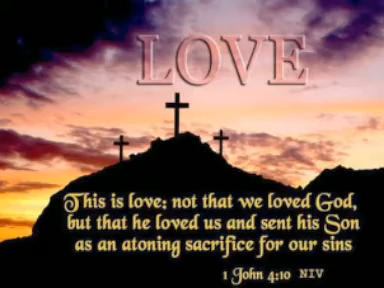 LOVE
This is love: not that we loved God,
but that he loved us and sent his Son
as an atoning sacrifice for our sins
1 John 4:10 NIV